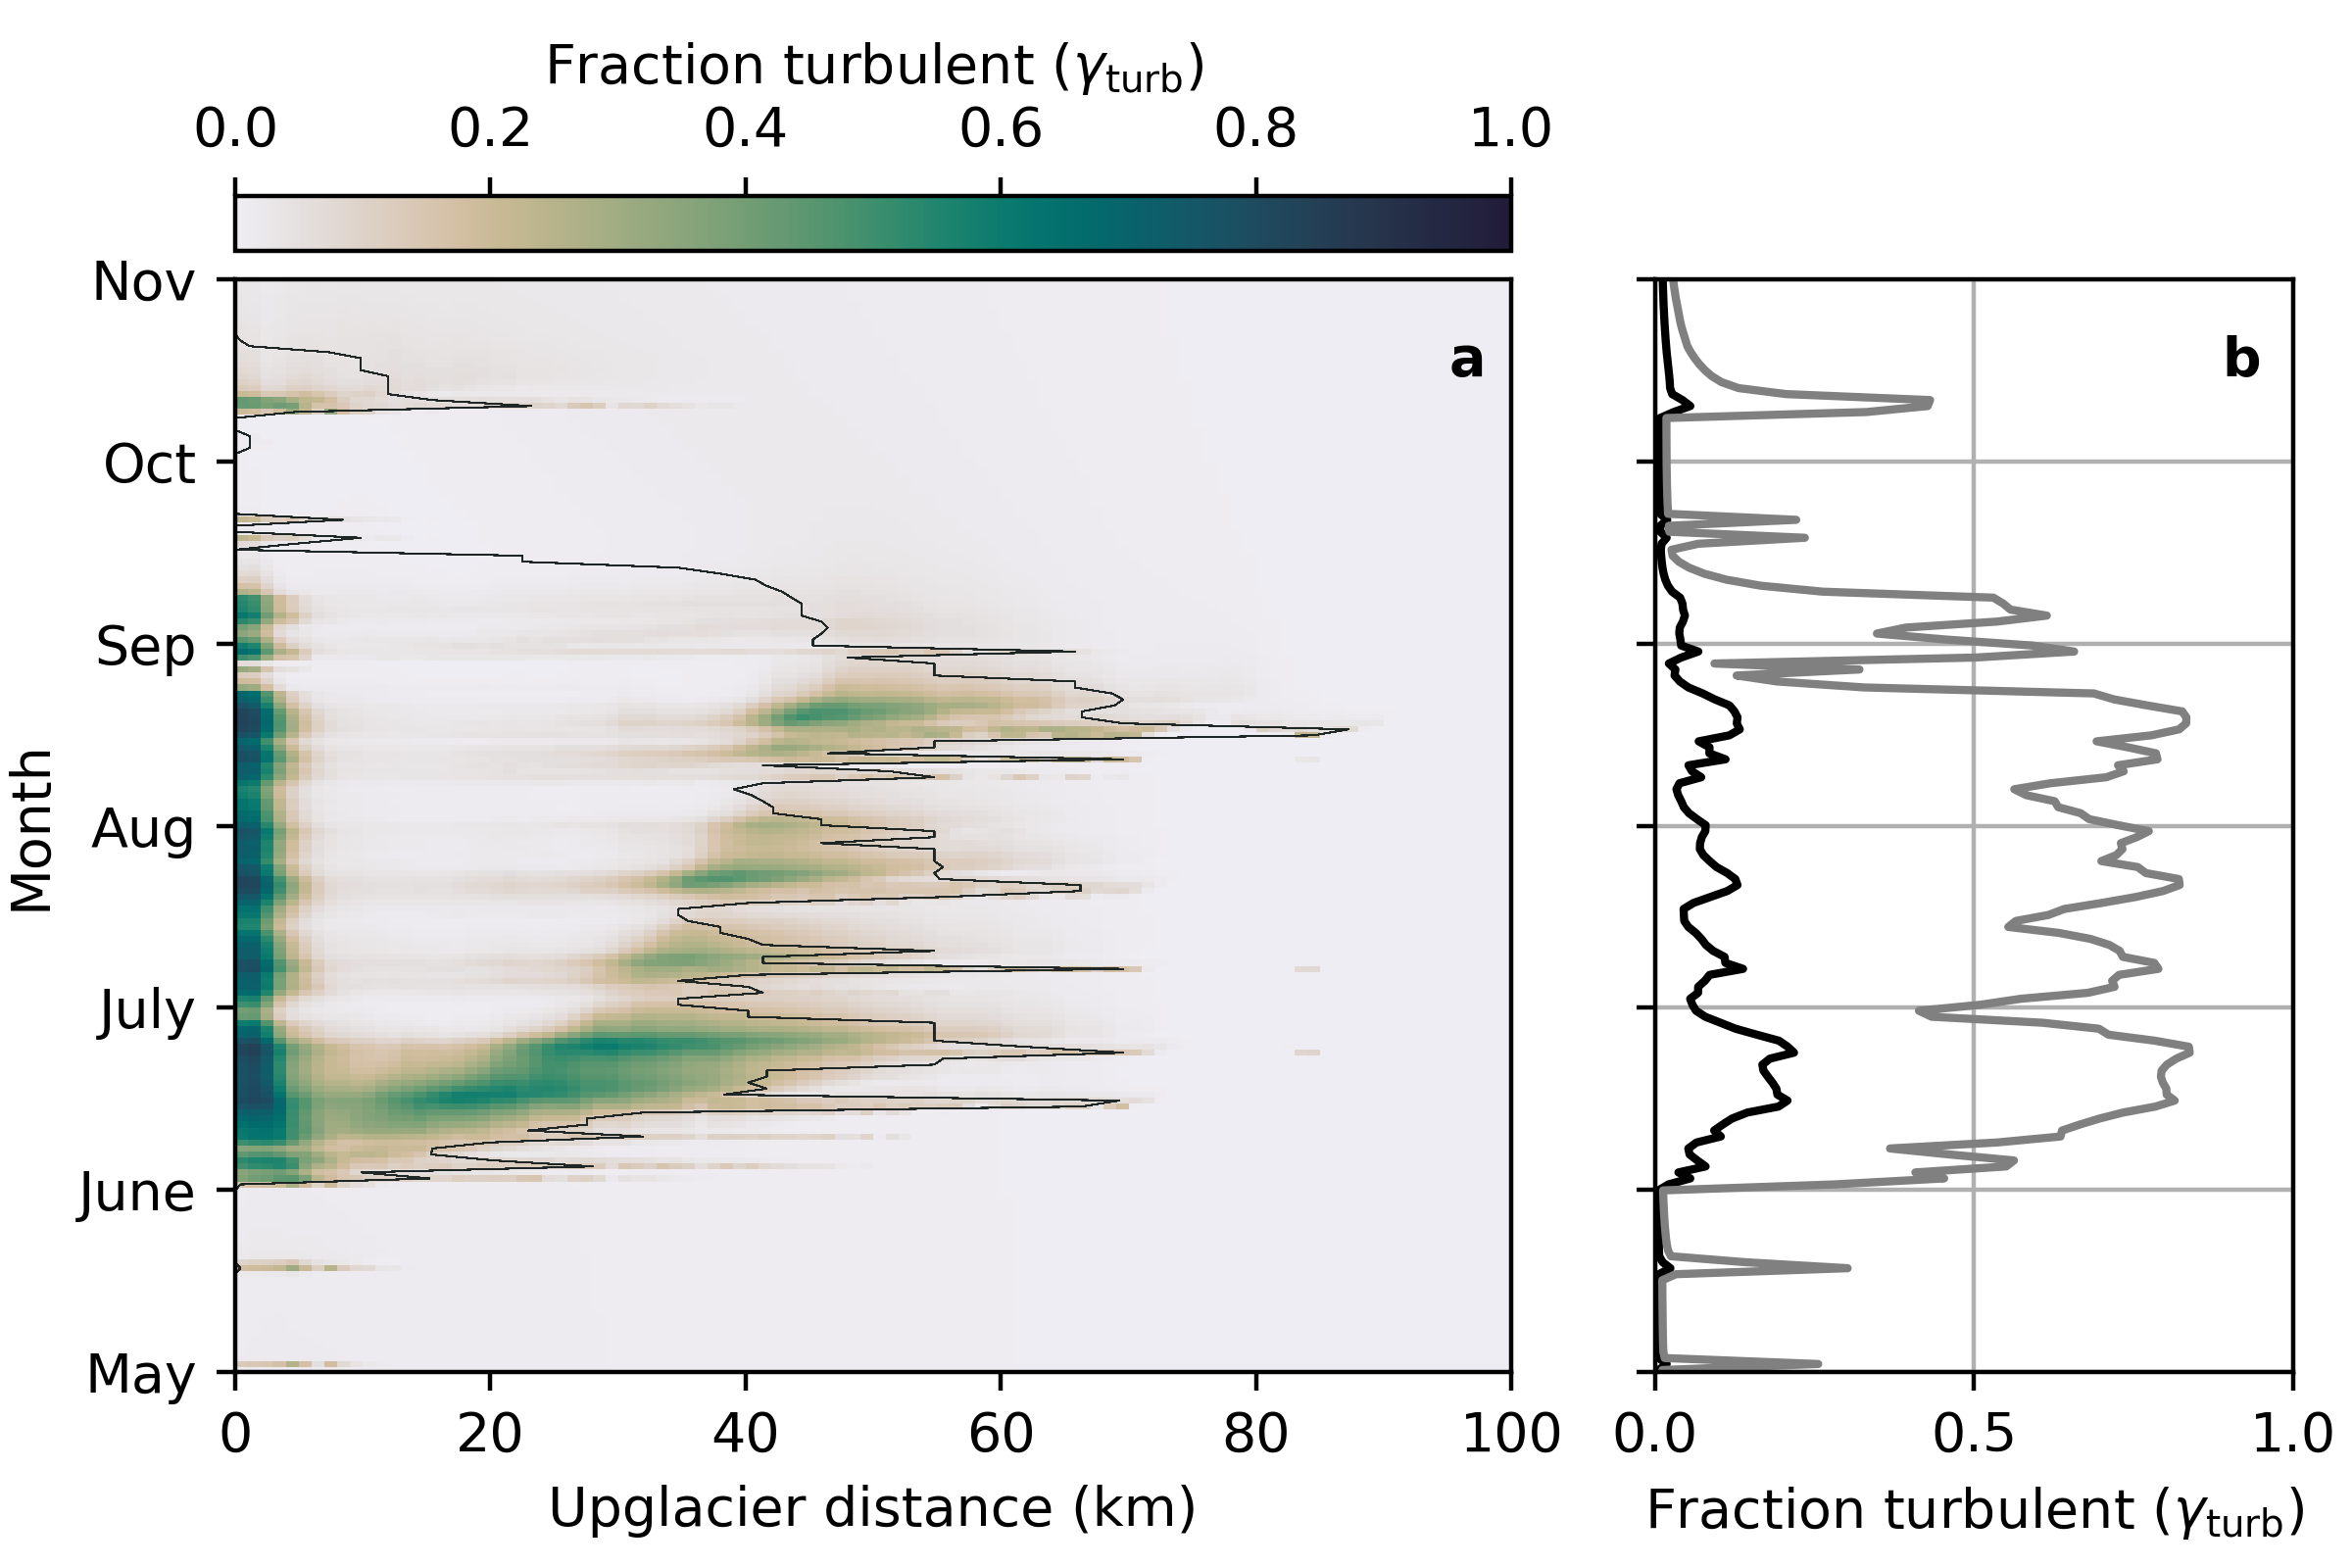 Fraction turbulent (γturb)
0.0 0.2 0.4 0.6 0.8 1.0
Nov
a b
Oct
Sep
Aug
July
June
May
Month
0 20 40 60 80 100 0.0 0.5 1.0
Upglacier distance (km) Fraction turbulent (γturb)